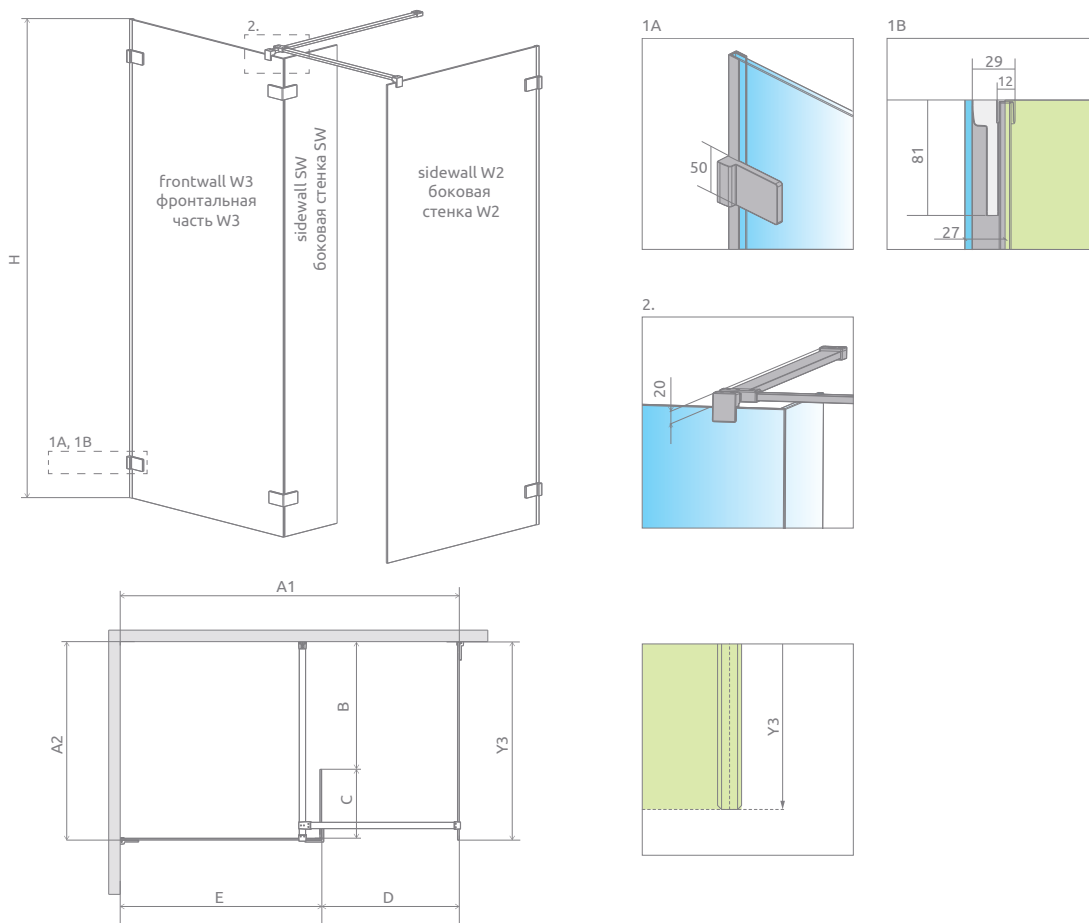 H
2.
frontwall W3
фронтальная
часть W3
sidewall SW
боковая стенка SW
sidewall W2
боковая
стенка W2
1A, 1B
1A
50
1B
29
12
81
27
2.
20
A1
A2
B
C
Y3
E
D
Y3